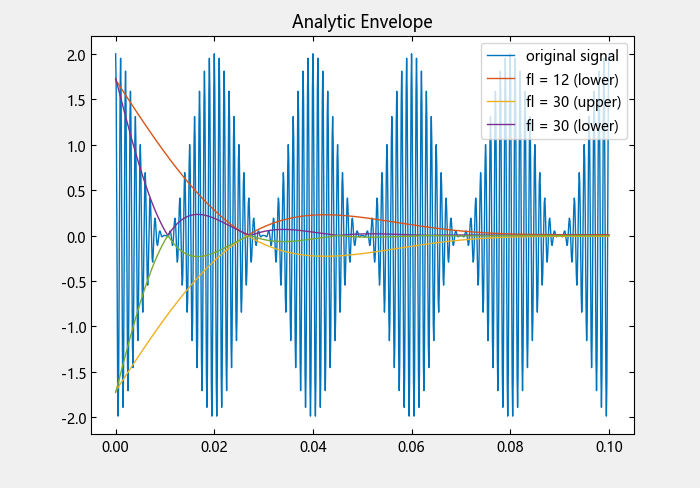 Analytic Envelope
original signal
fl = 12 (lower)
fl = 30 (upper)
fl = 30 (lower)
2.0
1.5
1.0
0.5
0.0
-0.5
-1.0
-1.5
-2.0
0.00 0.02 0.04 0.06 0.08 0.10